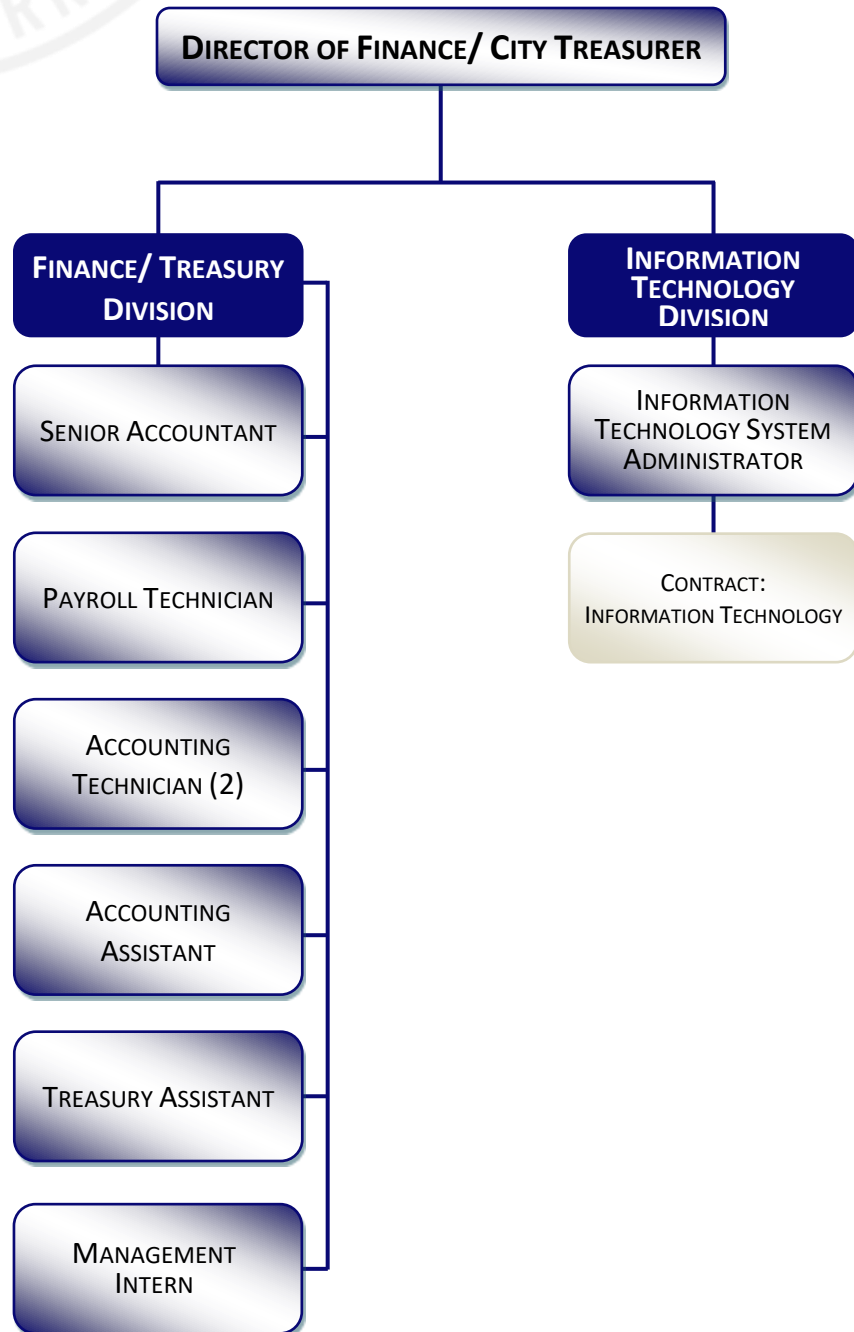 DIRECTOR OF FINANCE/ CITY TREASURER
FINANCE/ TREASURY
DIVISION
SENIOR ACCOUNTANT
PAYROLL TECHNICIAN
ACCOUNTING
TECHNICIAN (2)
ACCOUNTING
ASSISTANT
TREASURY ASSISTANT
MANAGEMENT
INTERN
INFORMATION
TECHNOLOGY
DIVISION
INFORMATION
TECHNOLOGY SYSTEM
ADMINISTRATOR
CONTRACT:
INFORMATION TECHNOLOGY